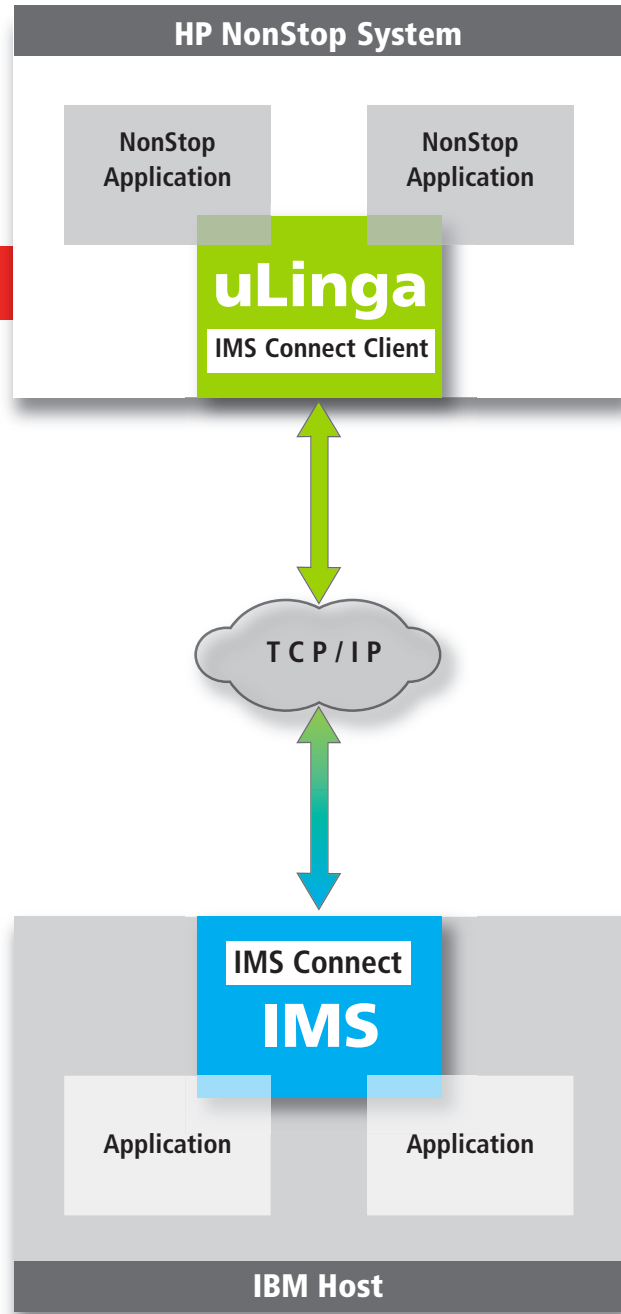 HP NonStop System
NonStop
Application
NonStop
Application
uLinga
IMS Connect Client
TCP/IP
IMS Connect
IMS
Application
Application
IBM Host